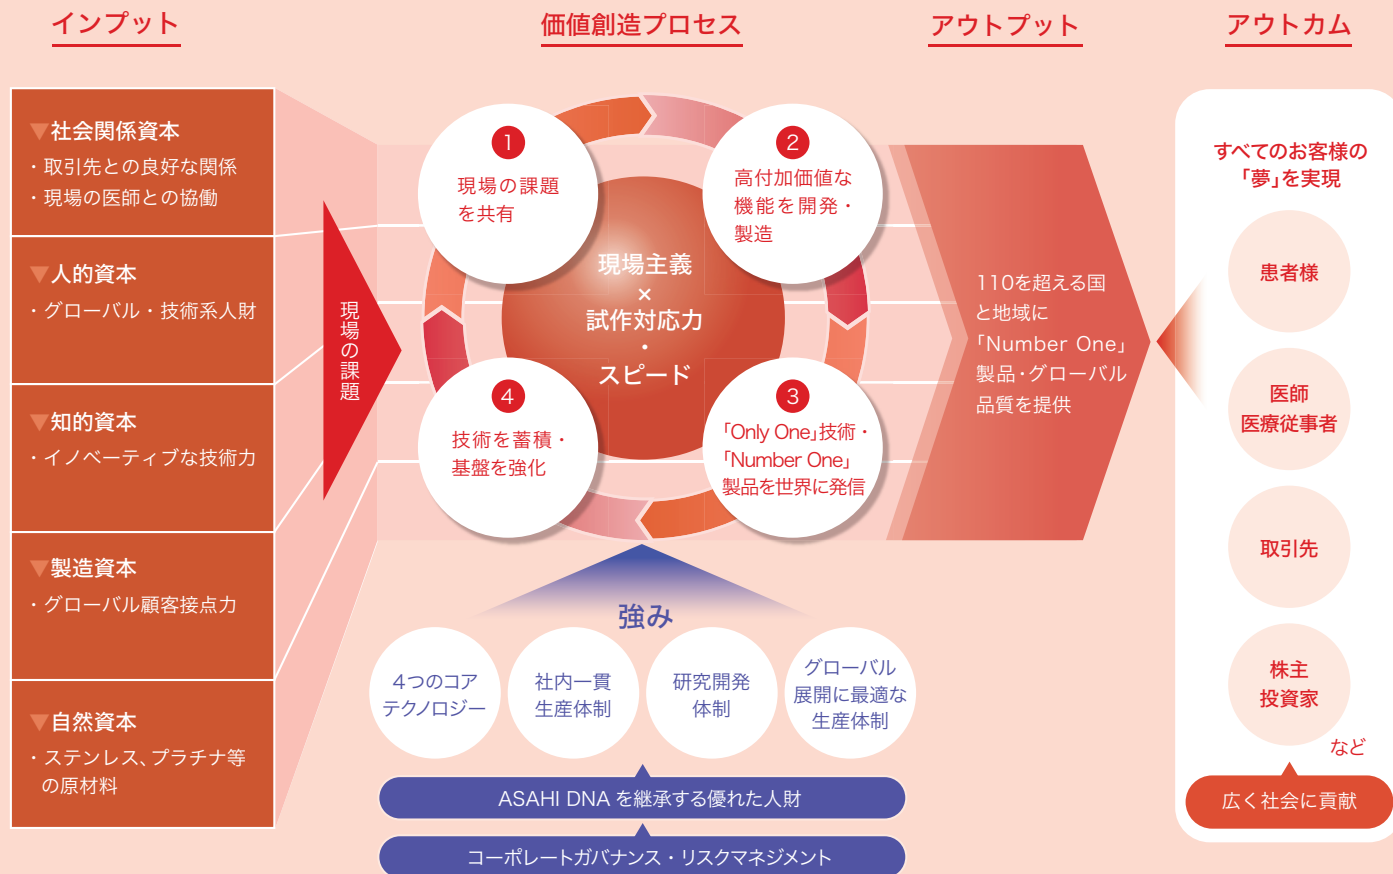 インプット
価値創造プロセス
アウトプット
アウトカム
▼社会関係資本
・取引先との良好な関係
・現場の医師との協働
▼人的資本
・グローバル・技術系人財
▼知的資本
・イノベーティブな技術力
▼製造資本
・グローバル顧客接点力
▼自然資本
・ステンレス、プラチナ等
の原材料
現場の課題
1
現場の課題
を共有
2
高付加価値な
機能を開発・
製造
現場主義
×
試作対応力
・
スピード
4
技術を蓄積・
基盤を強化
3
「Only One」技術・
「Number One」
製品を世界に発信
110を超える国
と地域に
「Number One」
製品・グローバル
品質を提供
強み
4つのコア
テクノロジー
社内一貫
生産体制
研究開発
体制
グローバル
展開に最適な
生産体制
ASAHI DNA を継承する優れた人財
コーポレートガバナンス・リスクマネジメント
すべてのお客様の
「夢」を実現
患者様
医師
医療従事者
取引先
株主
投資家
など
広く社会に貢献